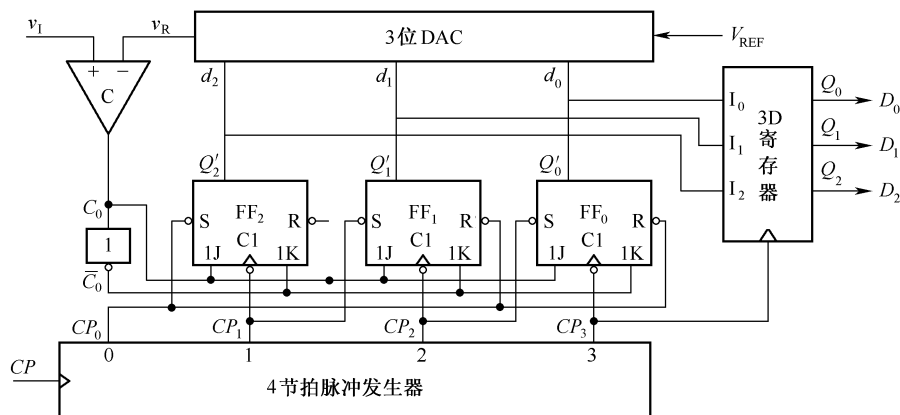 v_I
v_R
3位DAC
V_REF
+ −
C
d_2
d_1
d_0
Q_0
D_0
I_0
3D寄存器
I_1
Q_1
D_1
I_2
Q_2
D_2
Q'_2
Q'_1
Q'_0
C_0
S FF_2 R
C1
1J 1K
S FF_1 R
C1
1J 1K
S FF_0 R
C1
1J 1K
1
C̅_0
CP_0
CP_1
CP_2
CP_3
0 1 2 3
CP
4节拍脉冲发生器